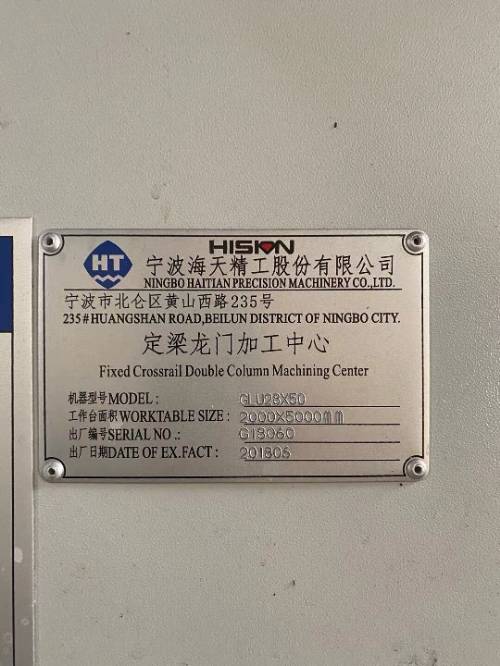 HT
HISION
宁波海天精工股份有限公司
NINGBO HAITIAN PRECISION MACHINERY CO.,LTD.
宁波市北仑区黄山西路235号
235#HUANGSHAN ROAD,BEILUN DISTRICT OF NINGBO CITY.
定梁龙门加工中心
Fixed Crossrail Double Column Machining Center
机器型号MODEL: GLU28X50
工作台面积WORKTABLE SIZE: 2000X5000mm
出厂编号SERIAL NO.: G18060
出厂日期DATE OF EX.FACT: 201806